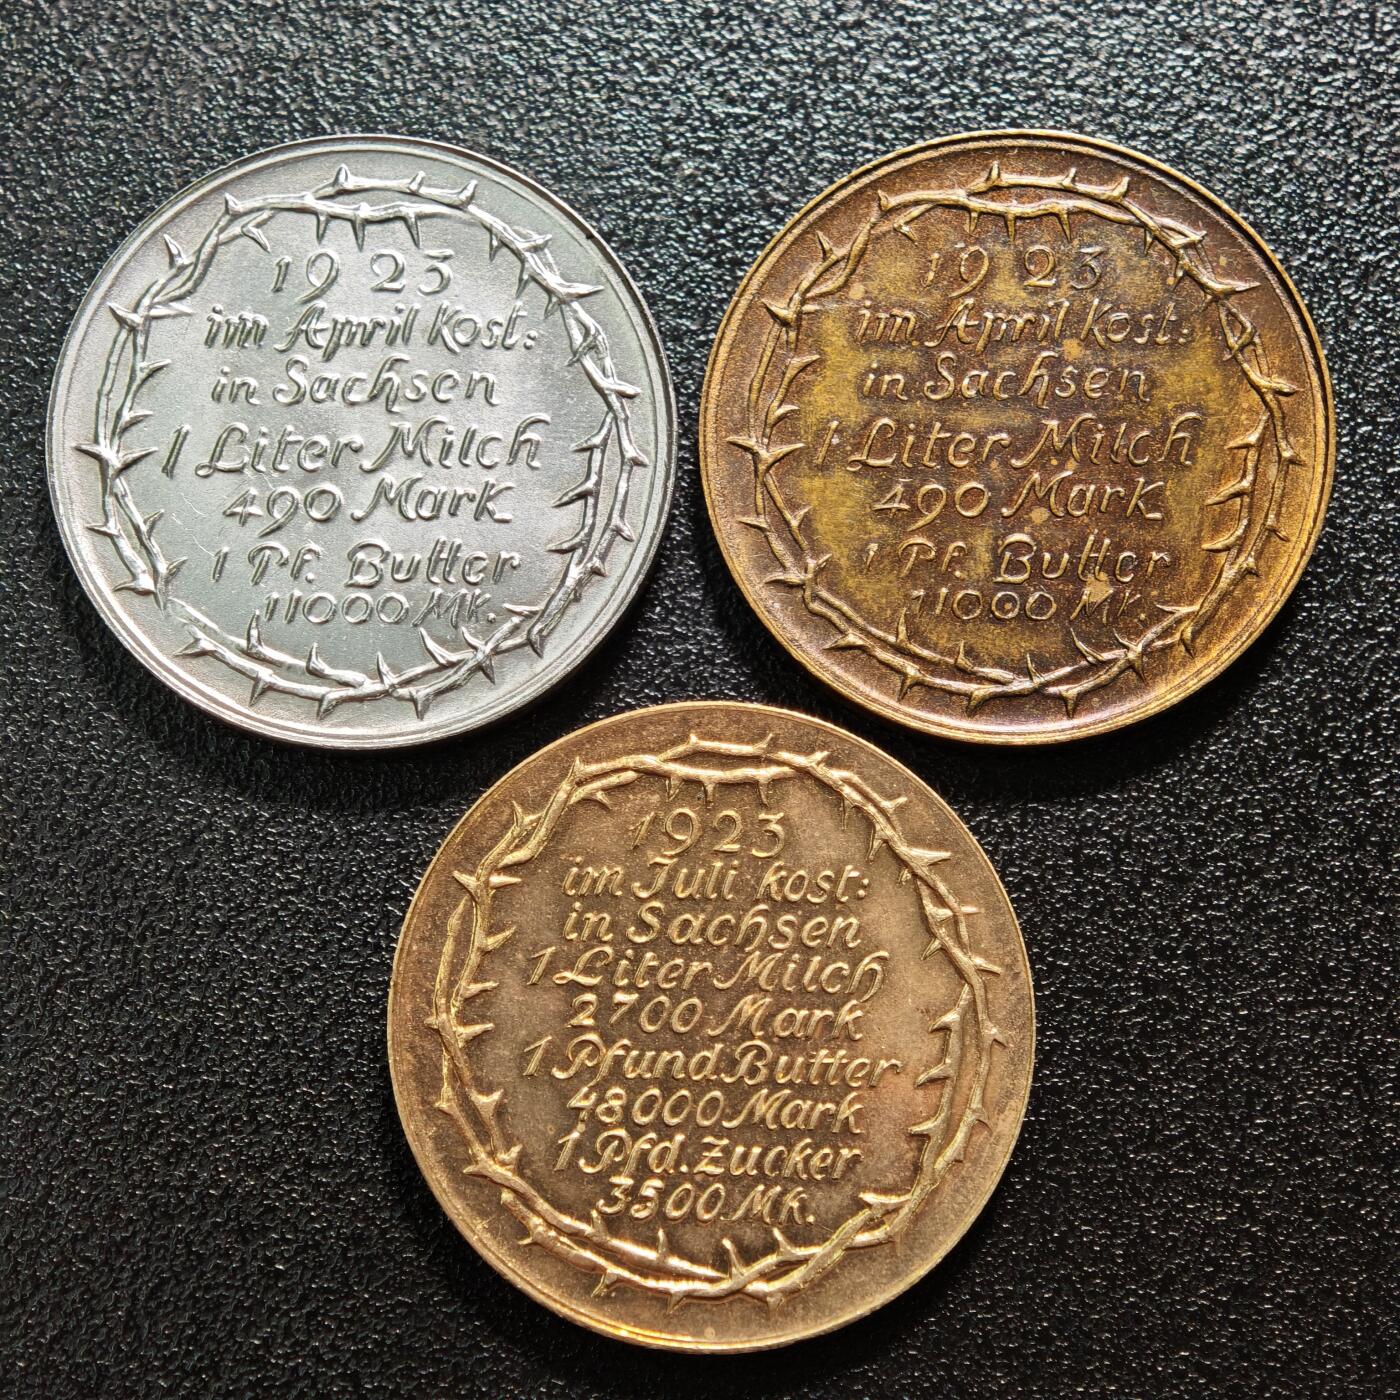 1923
im April kost:
in Sachsen
1 Liter Milch
490 Mark
1 Pf. Butter
11000 Mk.
1923
im April kost:
in Sachsen
1 Liter Milch
490 Mark
1 Pf. Butter
11000 Mk.
1923
im Juli kost:
in Sachsen
1 Liter Milch
2700 Mark
1 Pfund Butter
48000 Mark
1 Pfd. Zucker
3500 Mk.